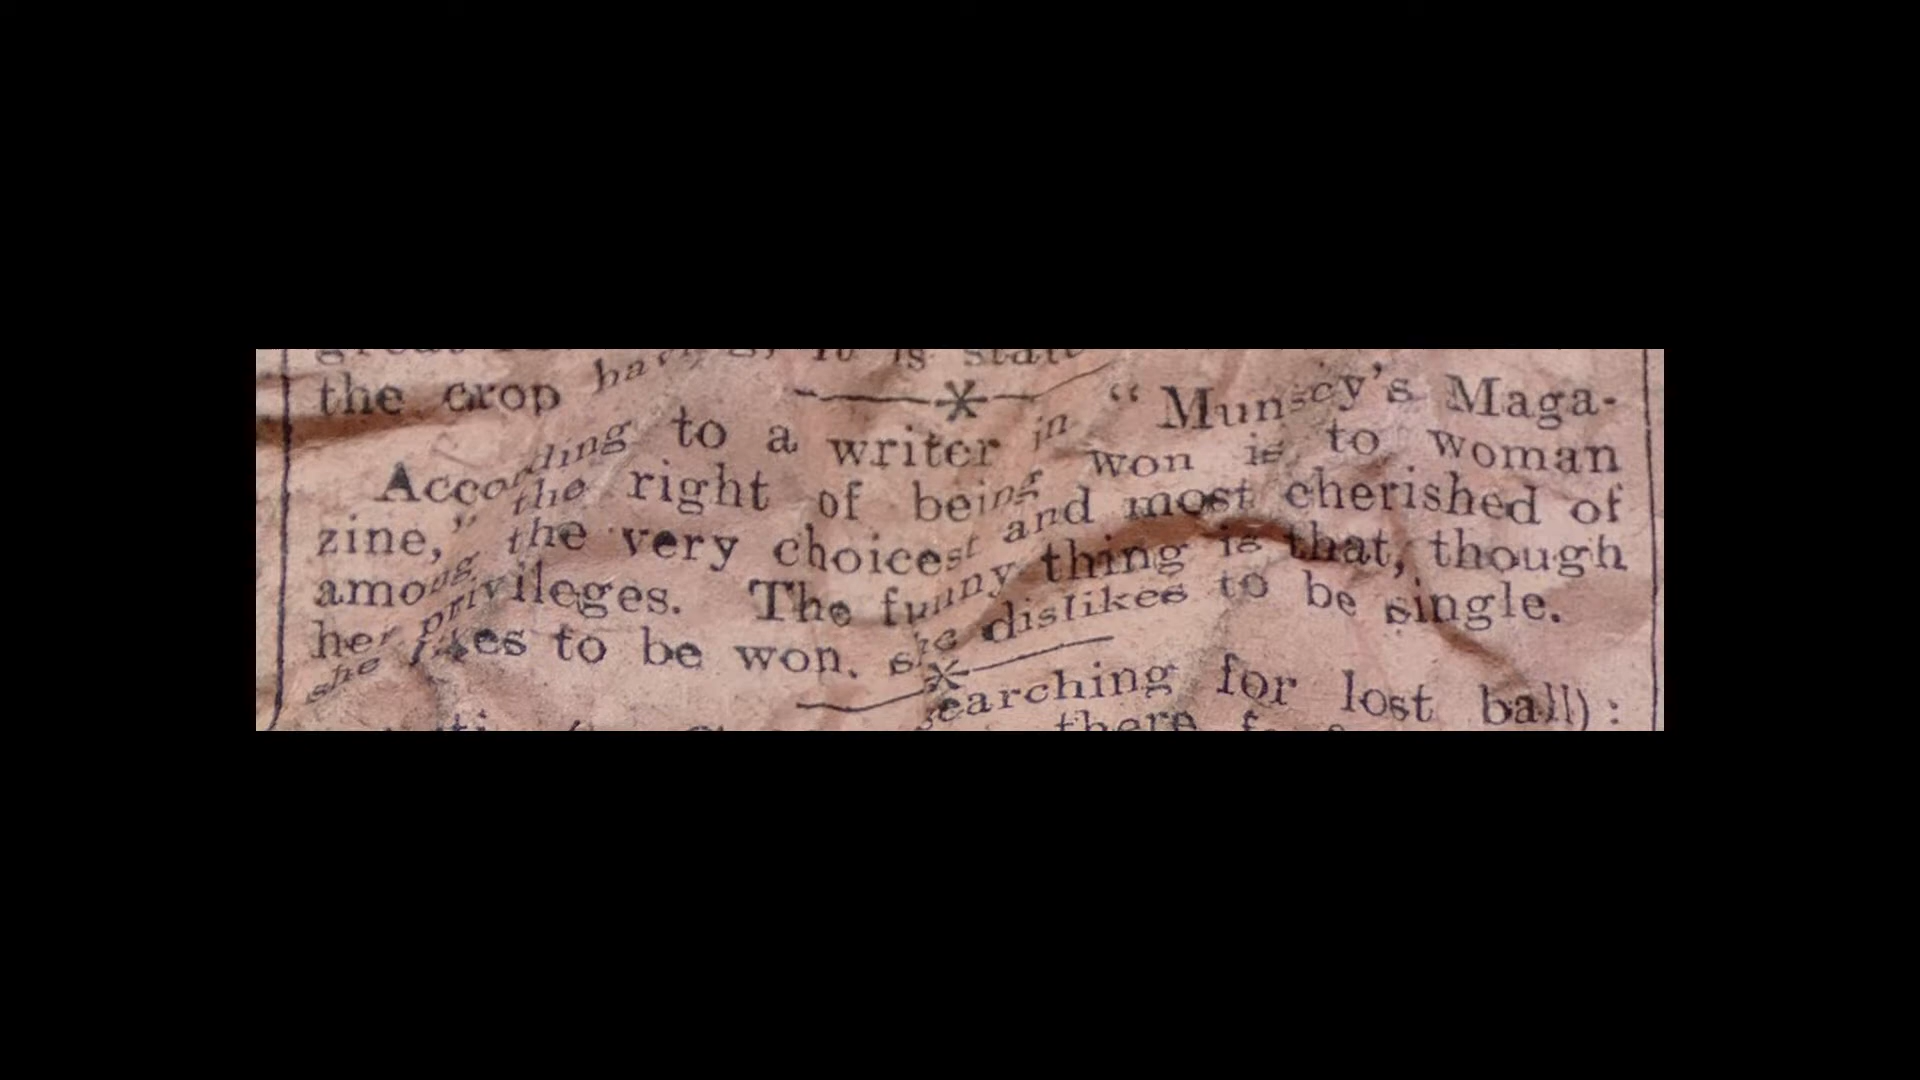 the crop
According to a writer in “Munsey's Maga-
zine,” the right of being won is to woman
among the very choicest and most cherished of
her privileges. The funny thing is that, though
she likes to be won, she dislikes to be single.
searching for lost ball):
there